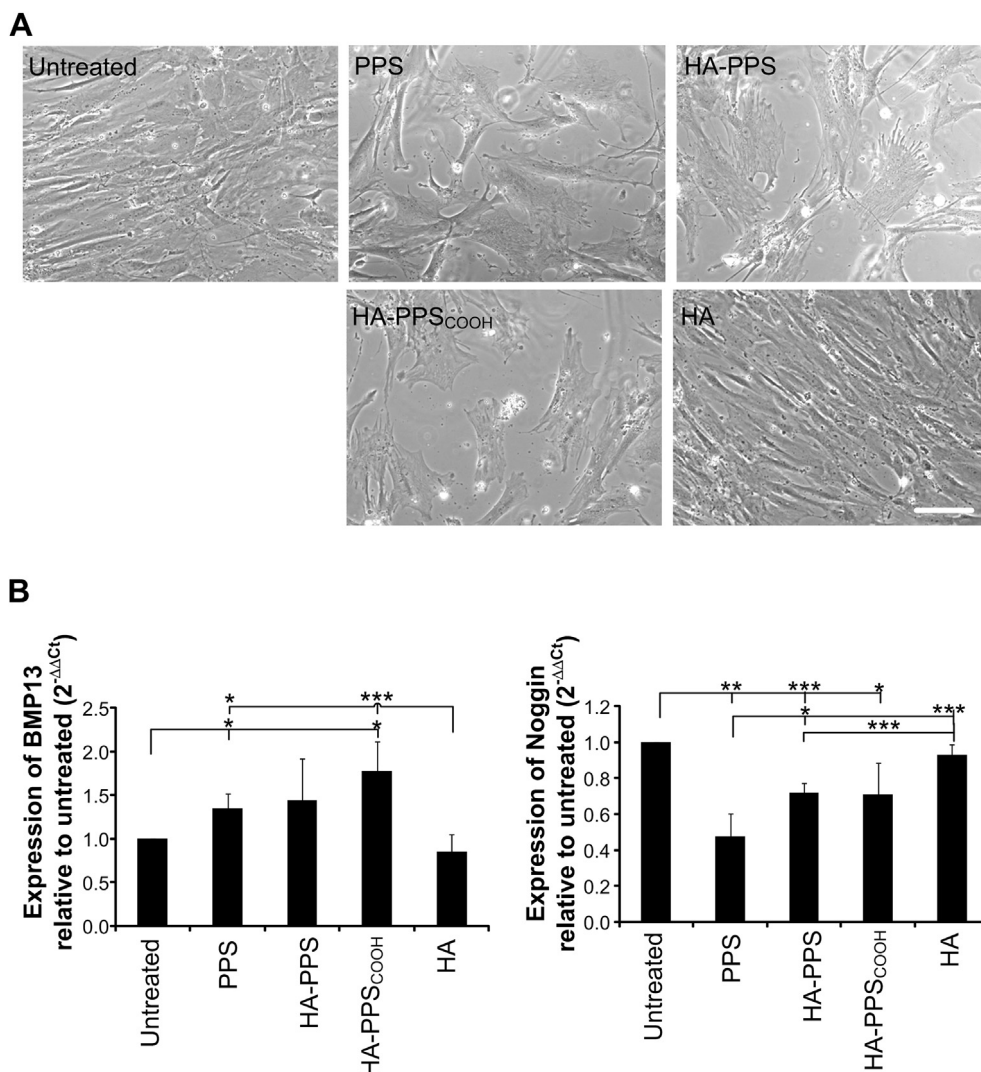 A
Untreated
PPS
HA-PPS
HA-PPSCOOH
HA
B
Expression of BMP13
relative to untreated (2-ΔΔCt)
2.5
2.0
1.5
1.0
0.5
0.0
*
***
*
*
Untreated
PPS
HA-PPS
HA-PPSCOOH
HA
Expression of Noggin
relative to untreated (2-ΔΔCt)
1.2
1.0
0.8
0.6
0.4
0.2
0.0
**
***
*
*
***
***
Untreated
PPS
HA-PPS
HA-PPSCOOH
HA